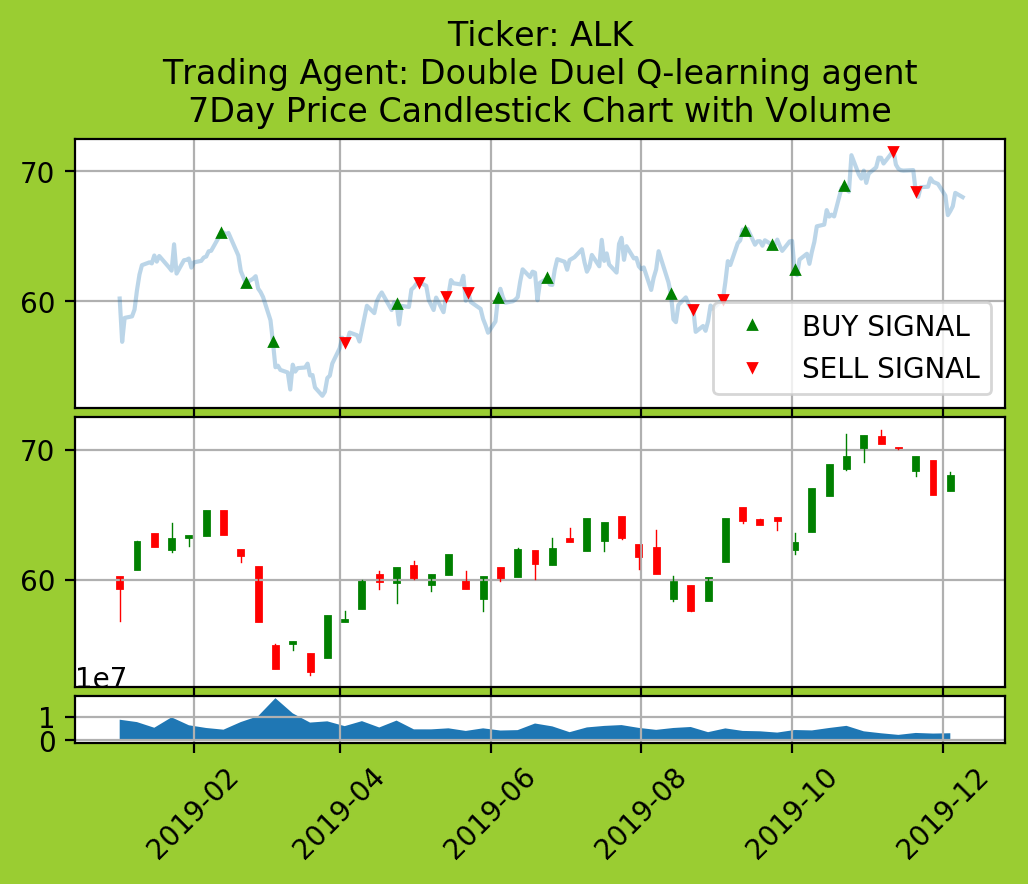 Ticker: ALK
Trading Agent: Double Duel Q-learning agent
7Day Price Candlestick Chart with Volume
70
60
BUY SIGNAL
SELL SIGNAL
70
60
1e7
1
0
2019-02
2019-04
2019-06
2019-08
2019-10
2019-12